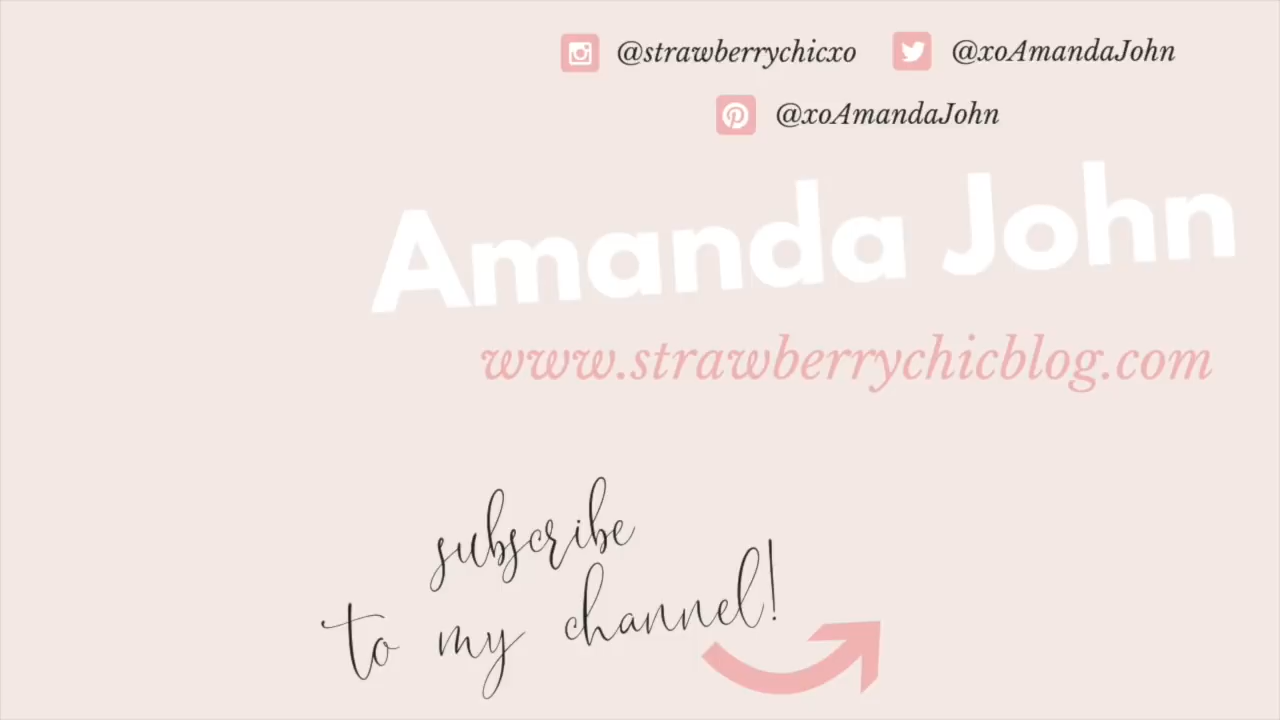 @strawberrychicxo @xoAmandaJohn
@xoAmandaJohn
Amanda John
www.strawberrychicblog.com
subscribe
to my channel!